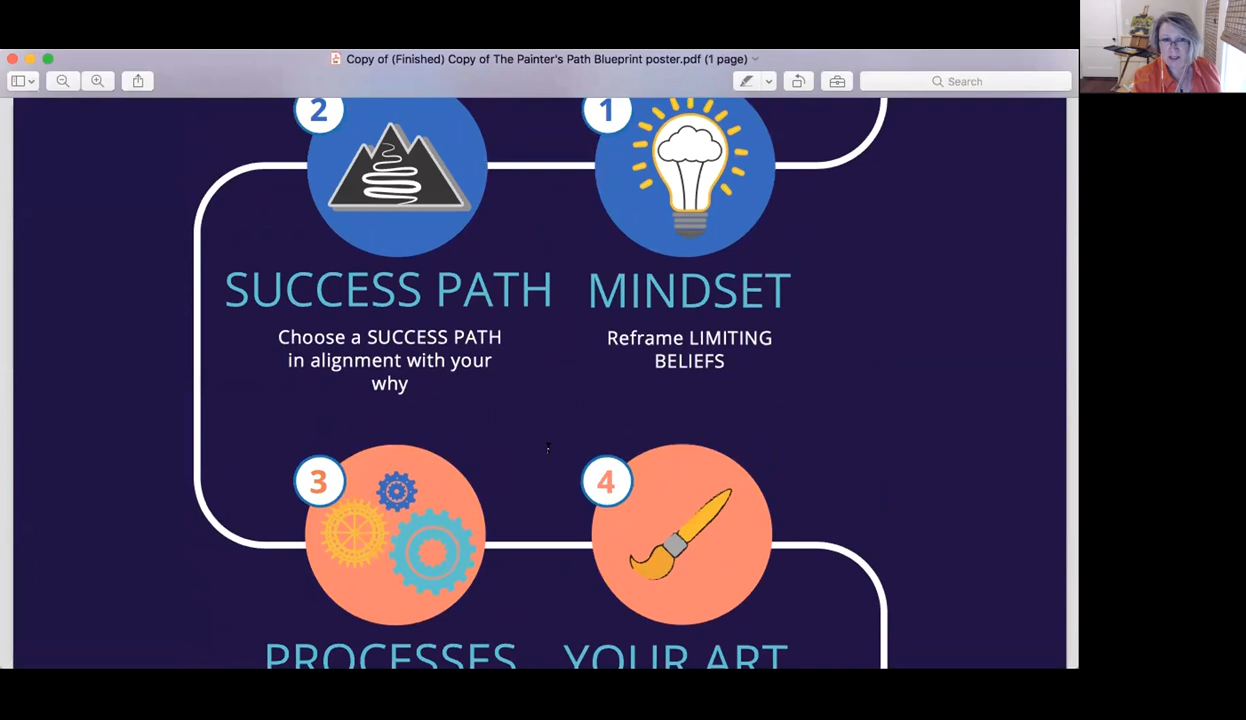 Copy of (Finished) Copy of The Painter's Path Blueprint poster.pdf (1 page)
Search
2
1
SUCCESS PATH
MINDSET
Choose a SUCCESS PATH
in alignment with your
why
Reframe LIMITING
BELIEFS
3
4
PROCESSES
YOUR ART